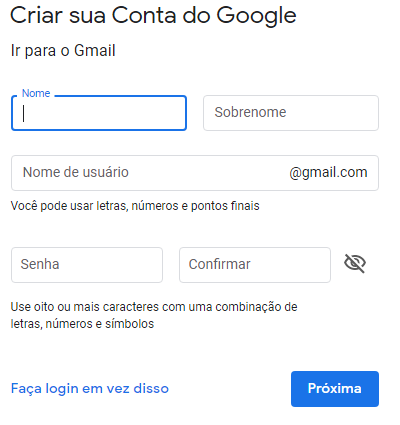 Criar sua Conta do Google
Ir para o Gmail
Nome
Sobrenome
Nome de usuário @gmail.com
Você pode usar letras, números e pontos finais
Senha
Confirmar
Use oito ou mais caracteres com uma combinação de
letras, números e símbolos
Faça login em vez disso
Próxima